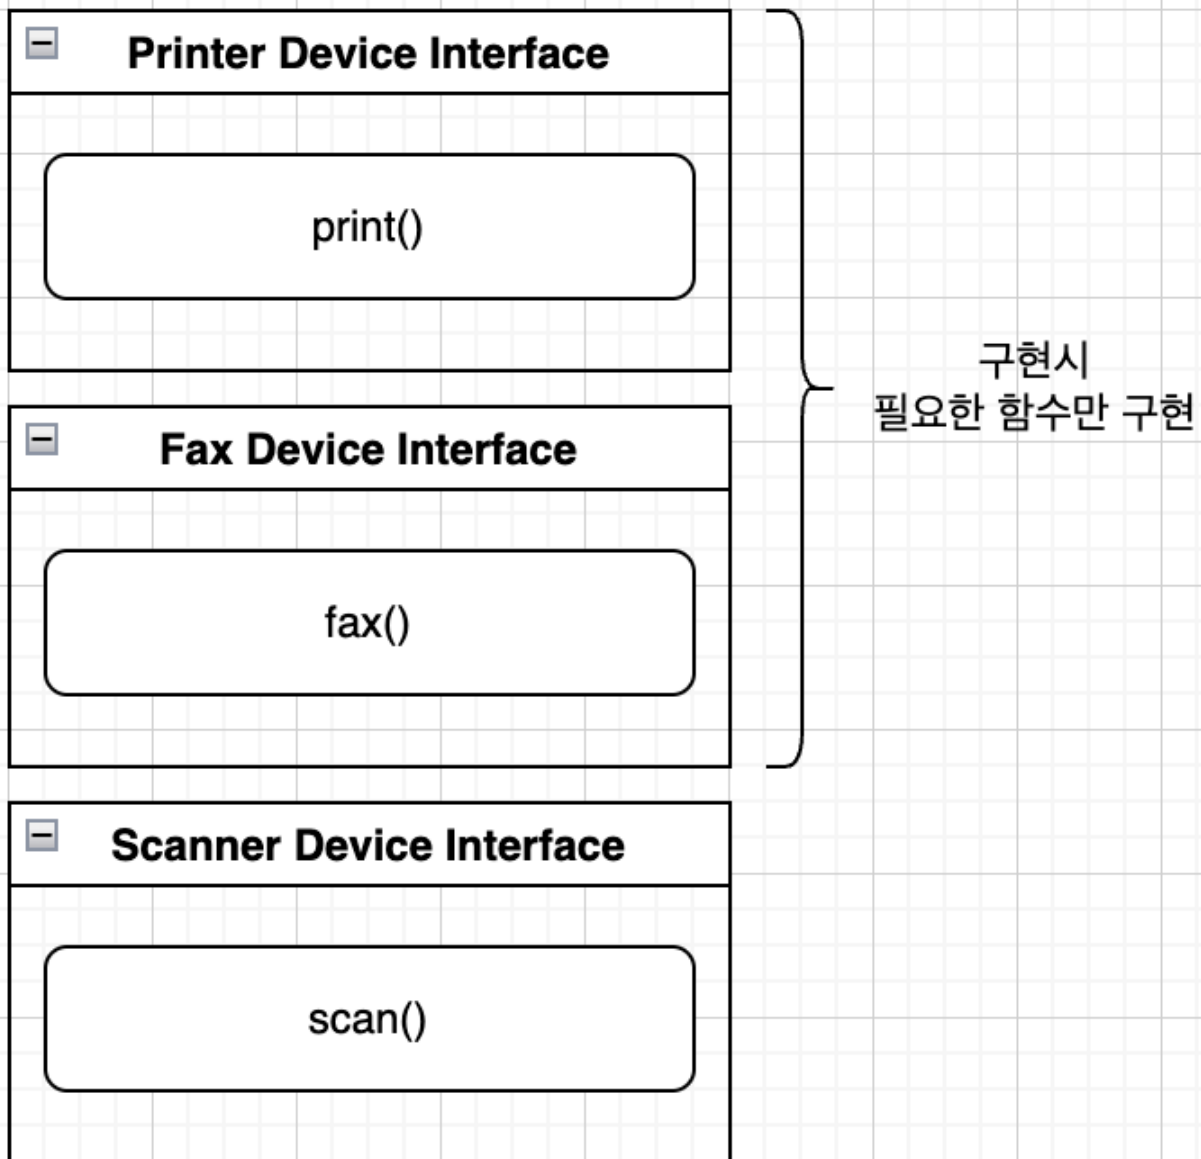 Printer Device Interface
print()
구현시
필요한 함수만 구현
Fax Device Interface
fax()
Scanner Device Interface
scan()